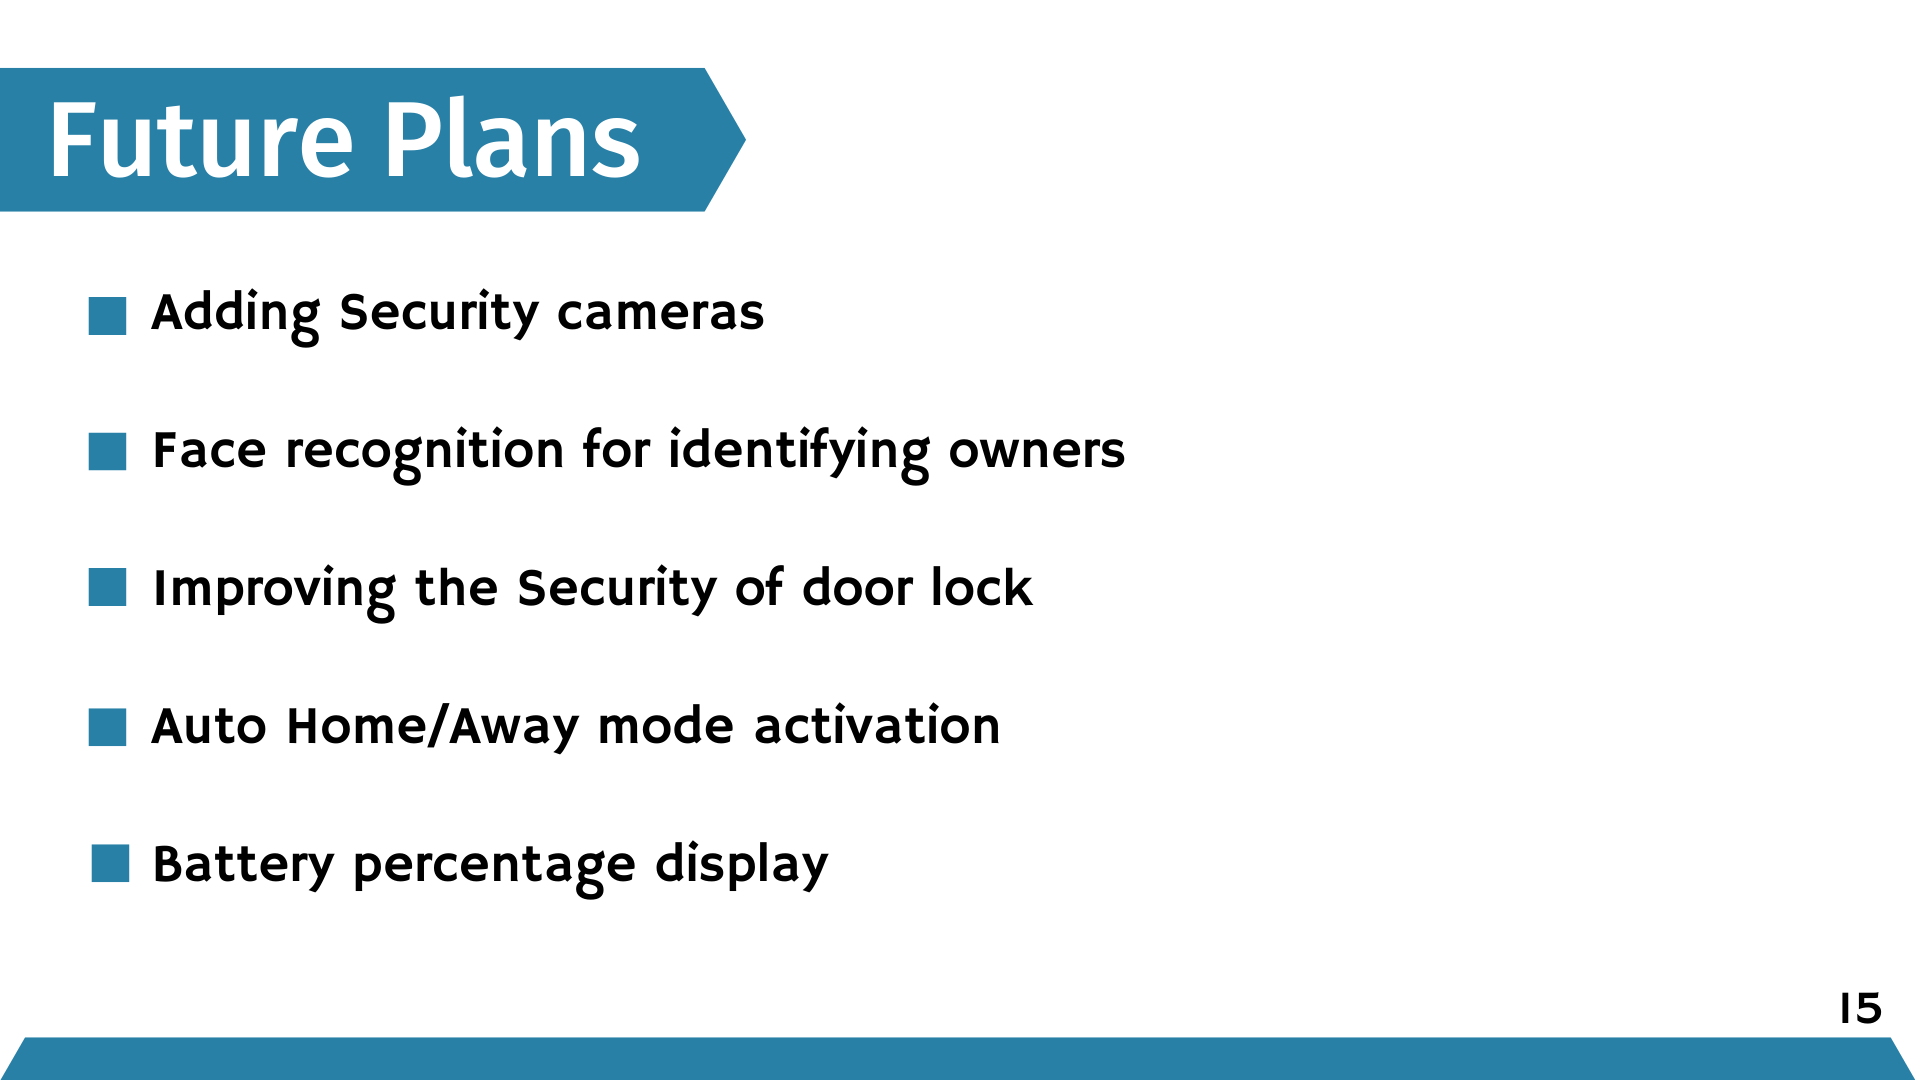 Future Plans
Adding Security cameras
Face recognition for identifying owners
Improving the Security of door lock
Auto Home/Away mode activation
Battery percentage display
15